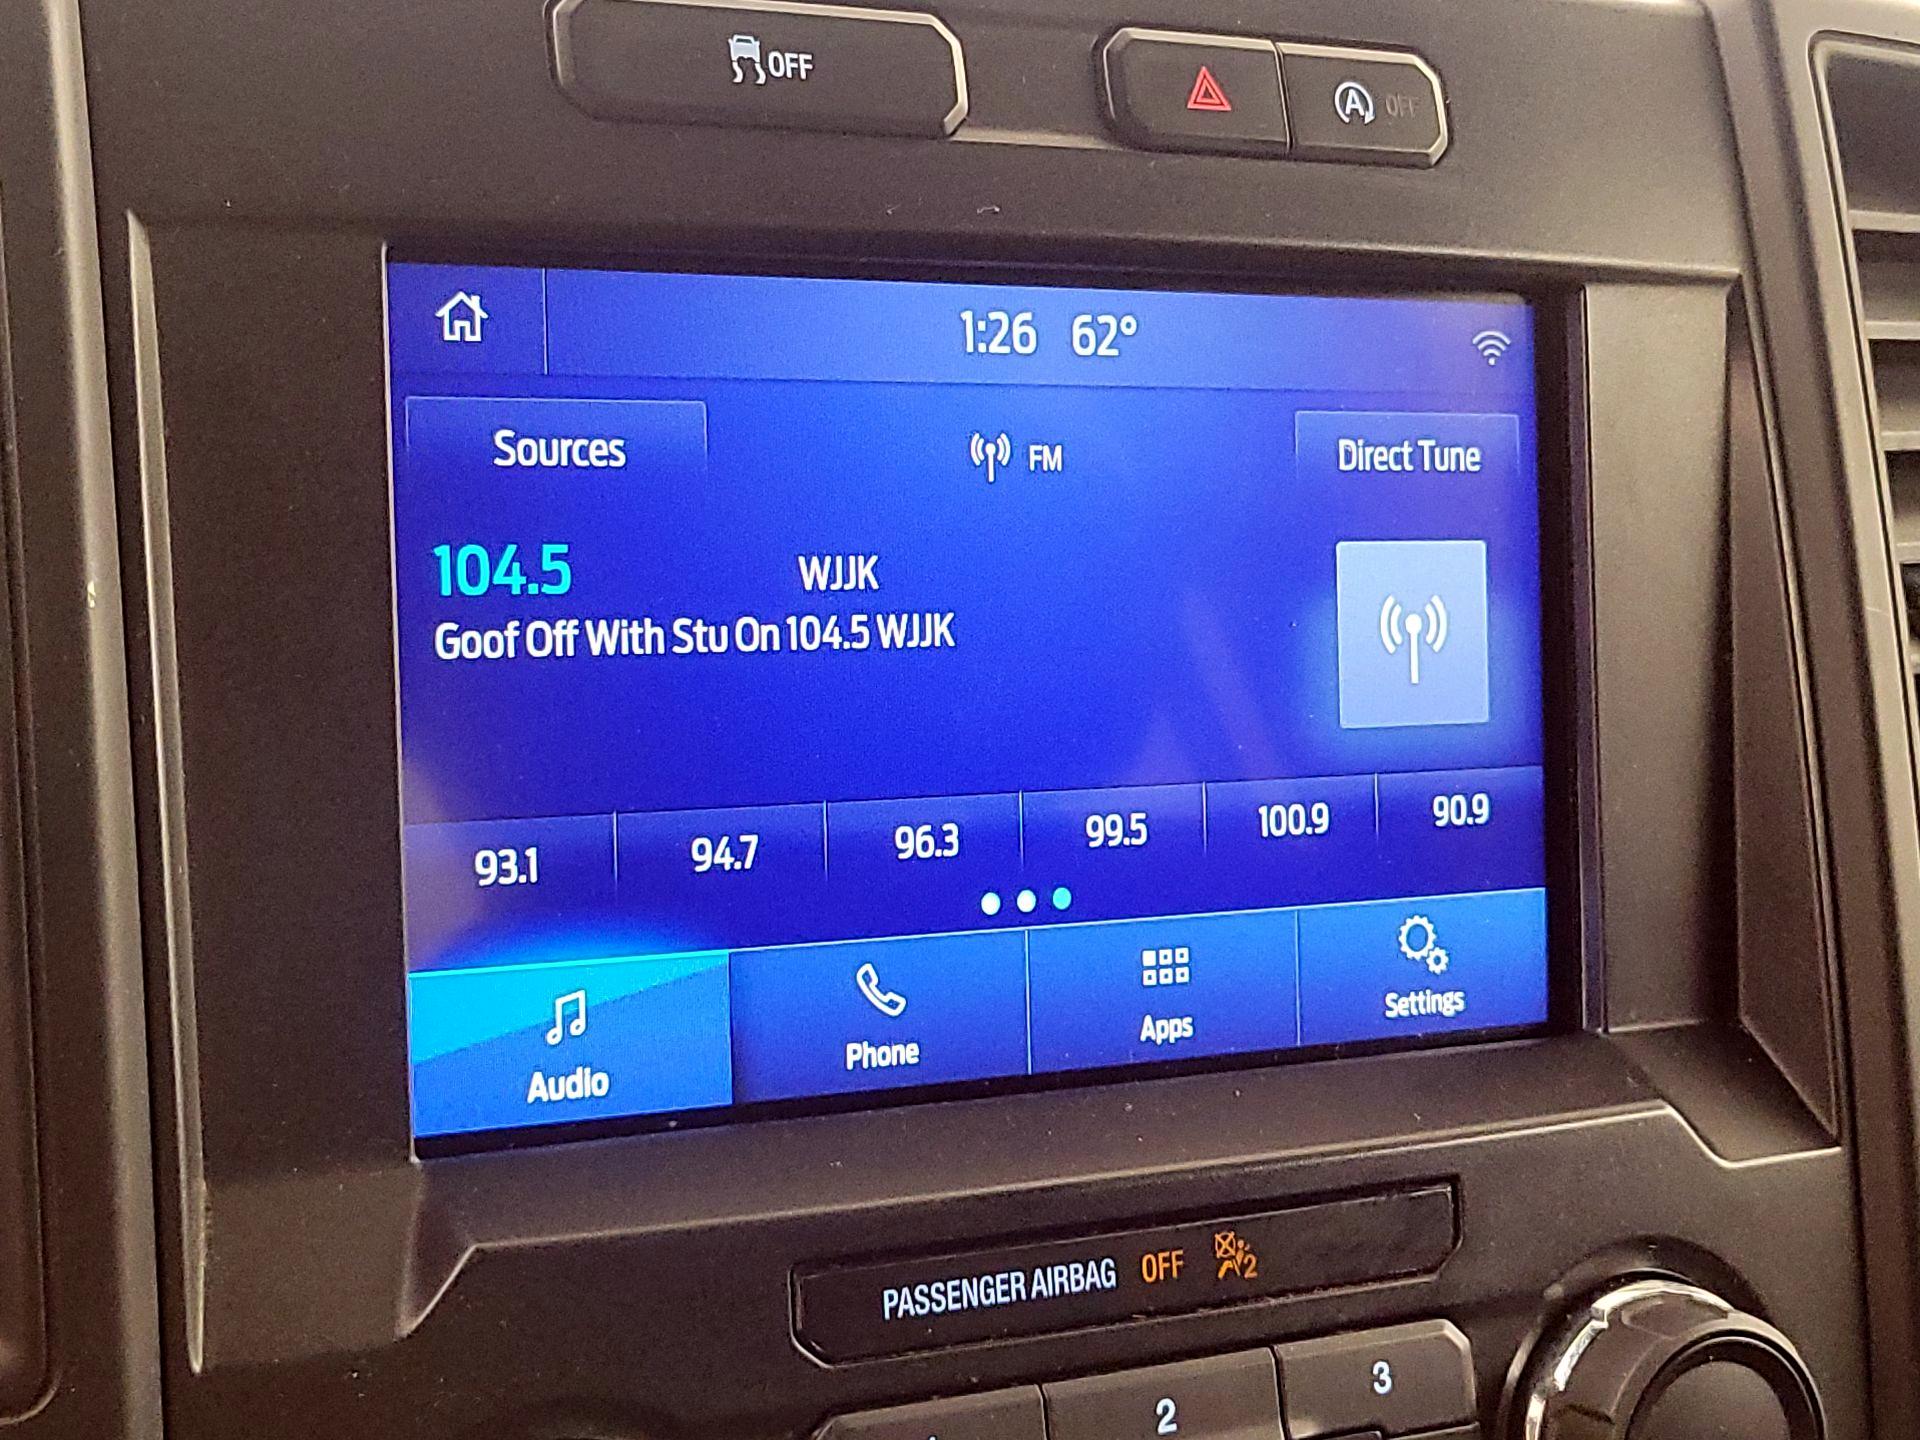 OFF
A OFF
1:26 62°
Sources FM Direct Tune
104.5 WJJK
Goof Off With Stu On 104.5 WJJK
93.1 94.7 96.3 99.5 100.9 90.9
Audio Phone Apps Settings
PASSENGER AIRBAG OFF 2
2 3